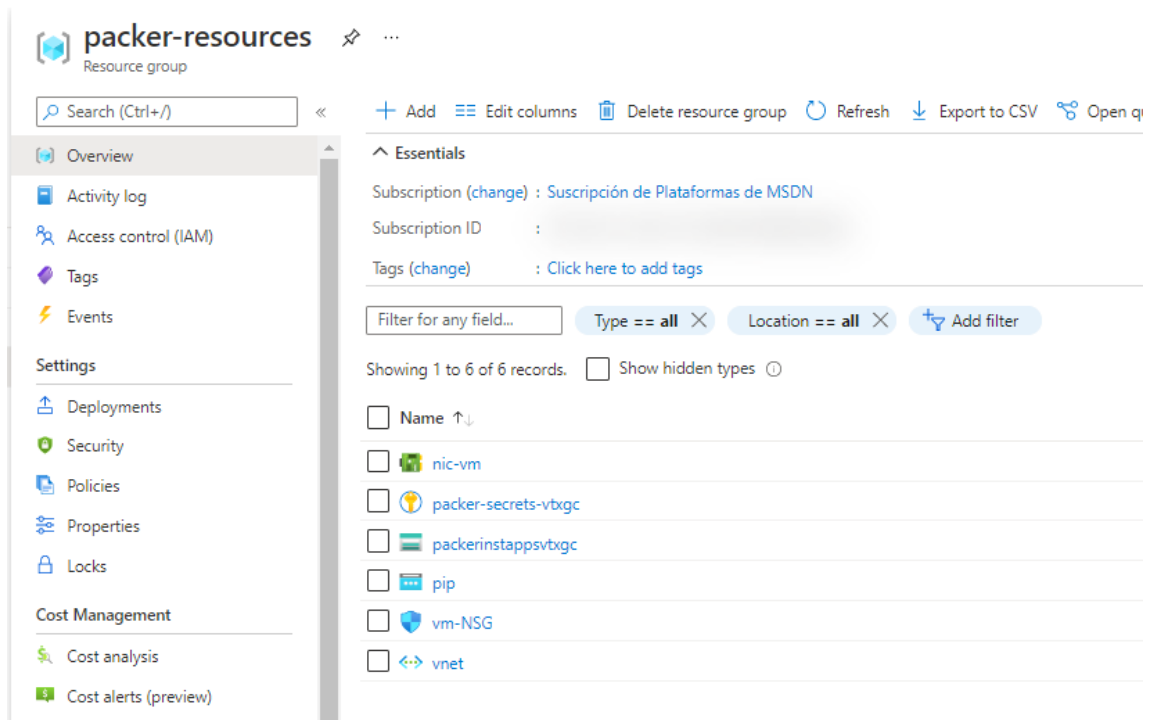 packer-resources ...
Resource group
Search (Ctrl+/)
«
Overview
Activity log
Access control (IAM)
Tags
Events
Settings
Deployments
Security
Policies
Properties
Locks
Cost Management
Cost analysis
Cost alerts (preview)
Add Edit columns Delete resource group Refresh Export to CSV Open
Essentials
Subscription (change) : Suscripción de Plataformas de MSDN
Subscription ID :
Tags (change) : Click here to add tags
Filter for any field... Type == all Location == all Add filter
Showing 1 to 6 of 6 records. Show hidden types
Name
nic-vm
packer-secrets-vtxgc
packerinstappsvtxgc
pip
vm-NSG
vnet